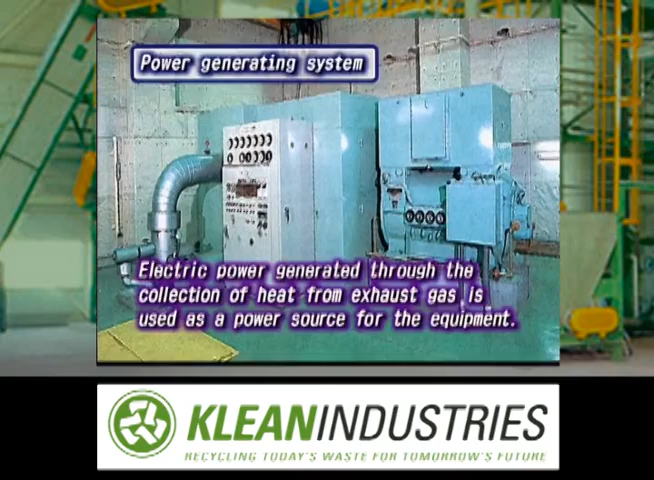 Power generating system
Electric power generated through the
collection of heat from exhaust gas is
used as a power source for the equipment.
KLEANINDUSTRIES
RECYCLING TODAY'S WASTE FOR TOMORROW'S FUTURE